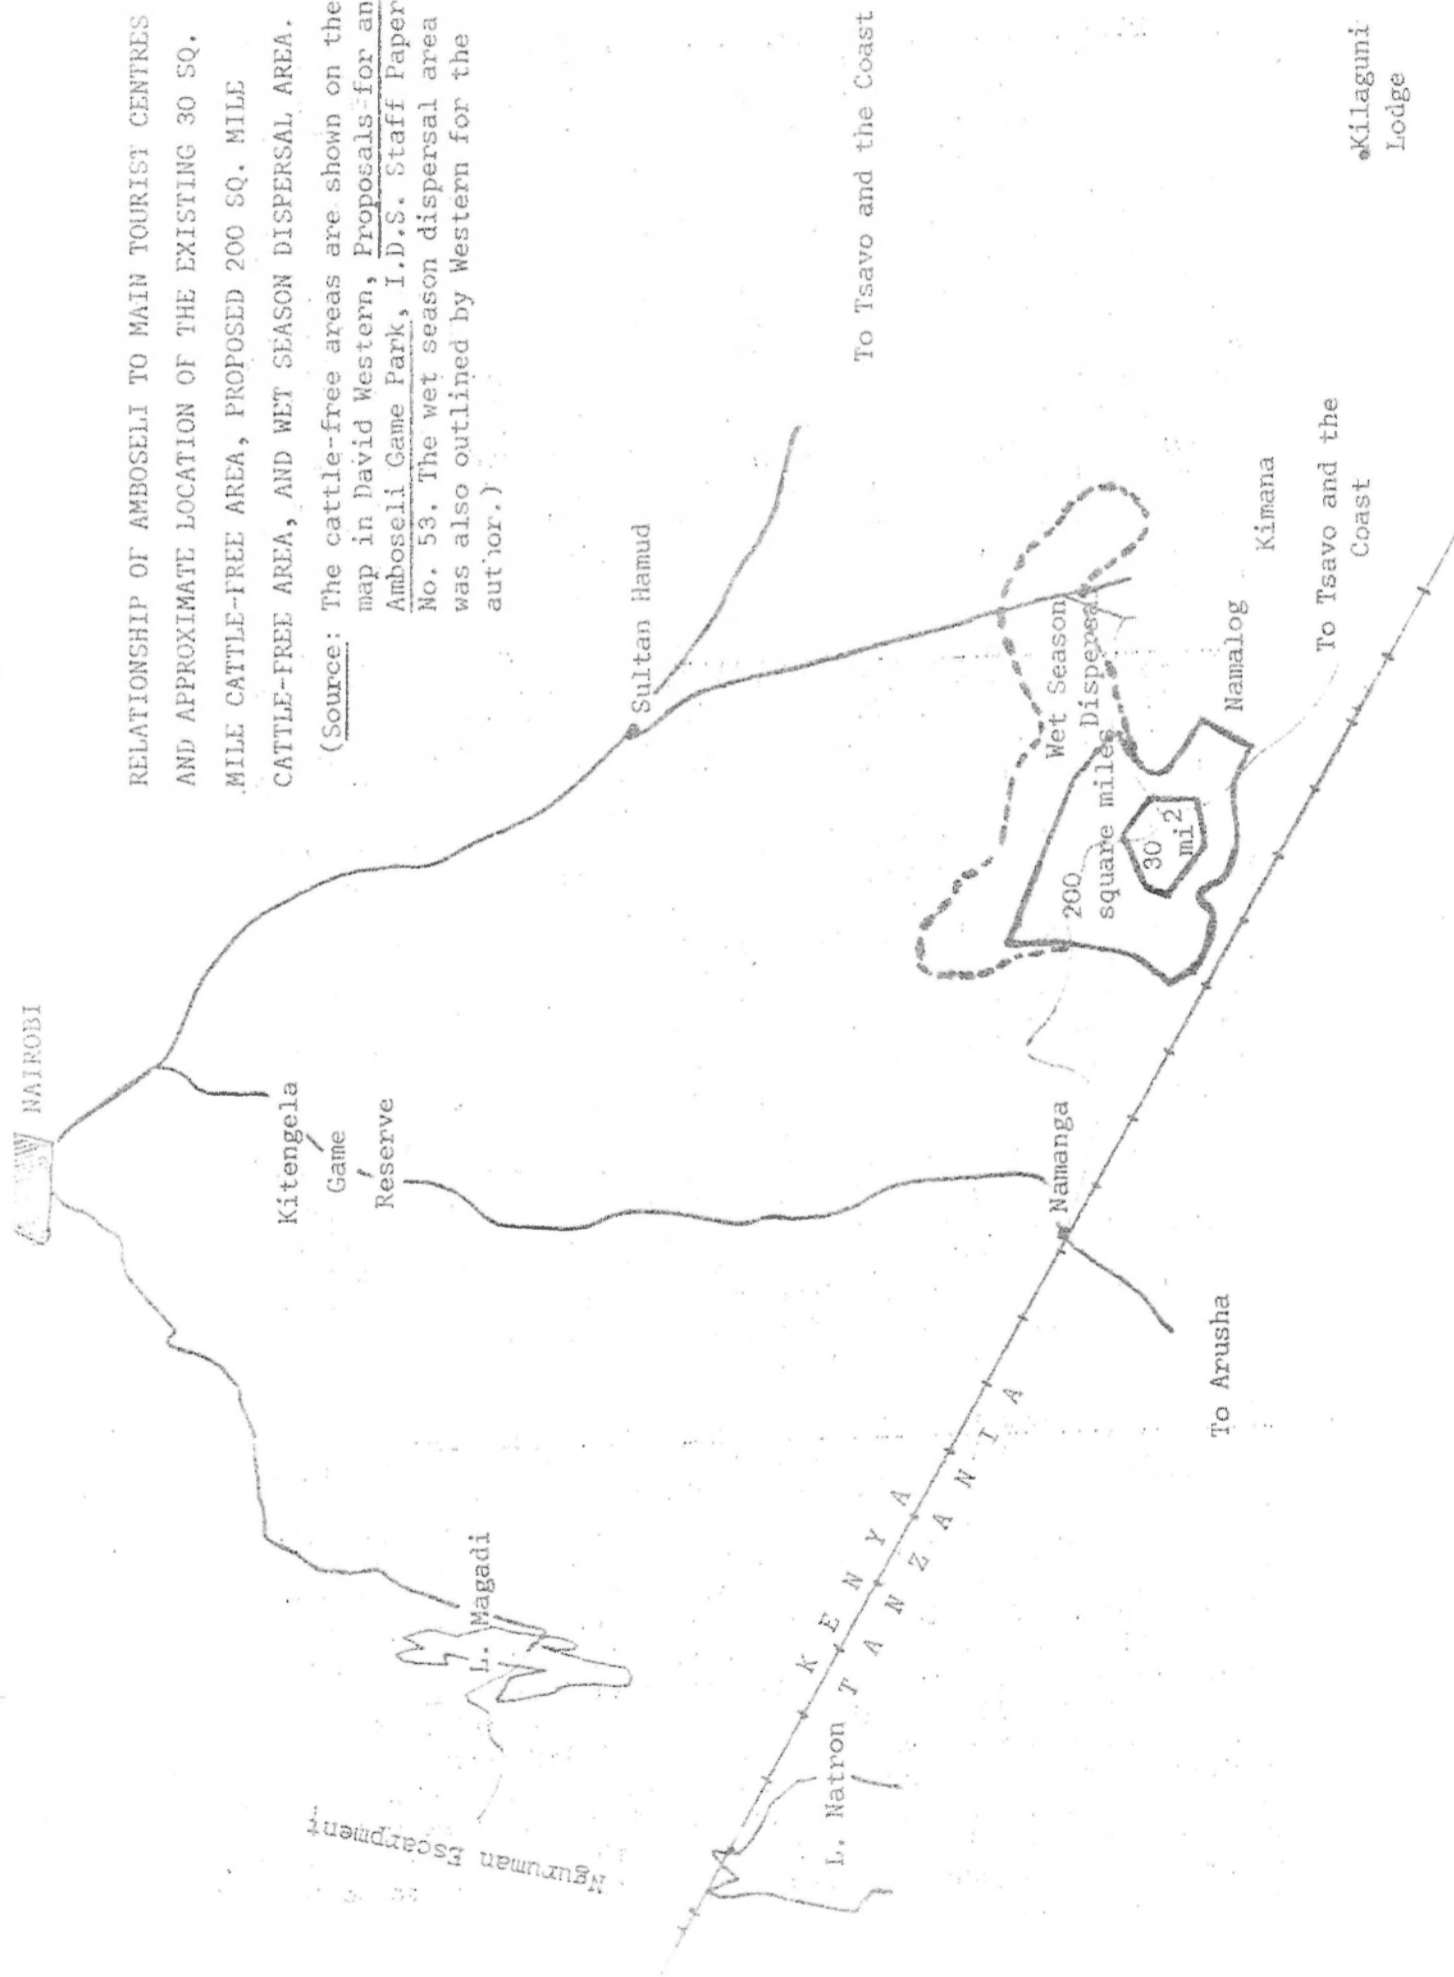 RELATIONSHIP OF AMBOSELI TO MAIN TOURIST CENTRES
AND APPROXIMATE LOCATION OF THE EXISTING 30 SQ.
MILE CATTLE-FREE AREA, PROPOSED 200 SQ. MILE
CATTLE-FREE AREA, AND WET SEASON DISPERSAL AREA.
(Source: The cattle-free areas are shown on the
map in David Western, Proposals for an
Amboseli Game Park, I.D.S. Staff Paper
No. 53. The wet season dispersal area
was also outlined by Western for the
author.)
NAIROBI
Kitengela
Game
Reserve
Sultan Hamud
L. Magadi
Nguruman Escarpment
To Tsavo and the Coast
KENYA
TANZANIA
L. Natron
Namanga
To Arusha
Wet Season
Dispersal
200
square miles
30
mi2
Namalog
Kimana
To Tsavo and the
Coast
Kilaguni
Lodge